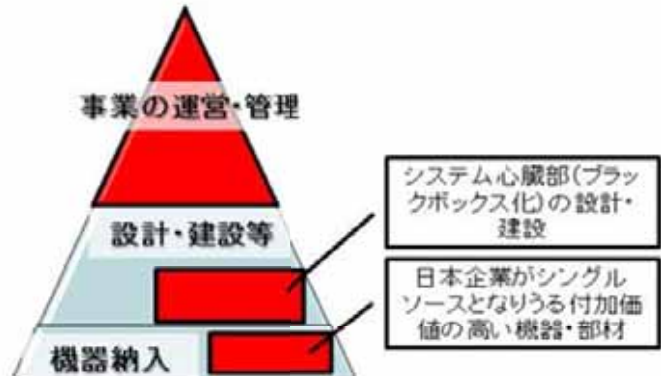 事業の運営・管理
設計・建設等
システム心臓部(ブラッ
クボックス化)の設計・
建設
日本企業がシングル
ソースとなりうる付加価
値の高い機器・部材
機器納入